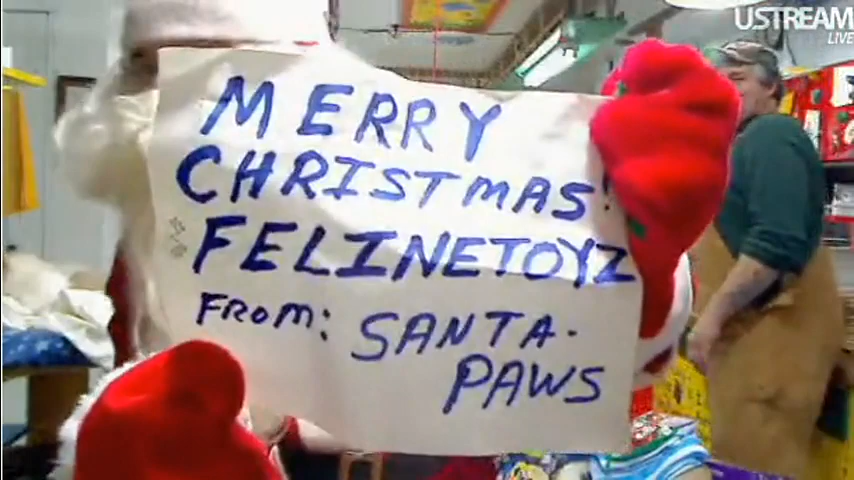 USTREAM
LIVE
MERRY
CHRISTMAS!
FELINETOYZ
FROM: SANTA-
PAWS